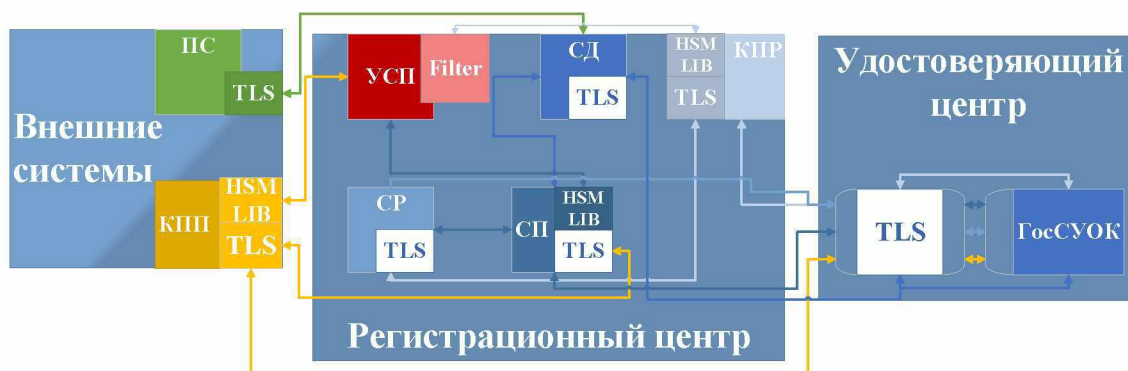 ПС
TLS
Внешние
системы
КПП
HSM
LIB
TLS
УСП
Filter
СД
TLS
HSM
LIB
TLS
КПР
СР
TLS
СП
HSM
LIB
TLS
Регистрационный центр
Удостоверяющий
центр
TLS
ГосСУОК